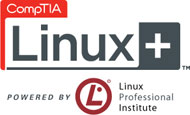 CompTIA
Linux+ ™
POWERED BY
Linux
Professional
Institute